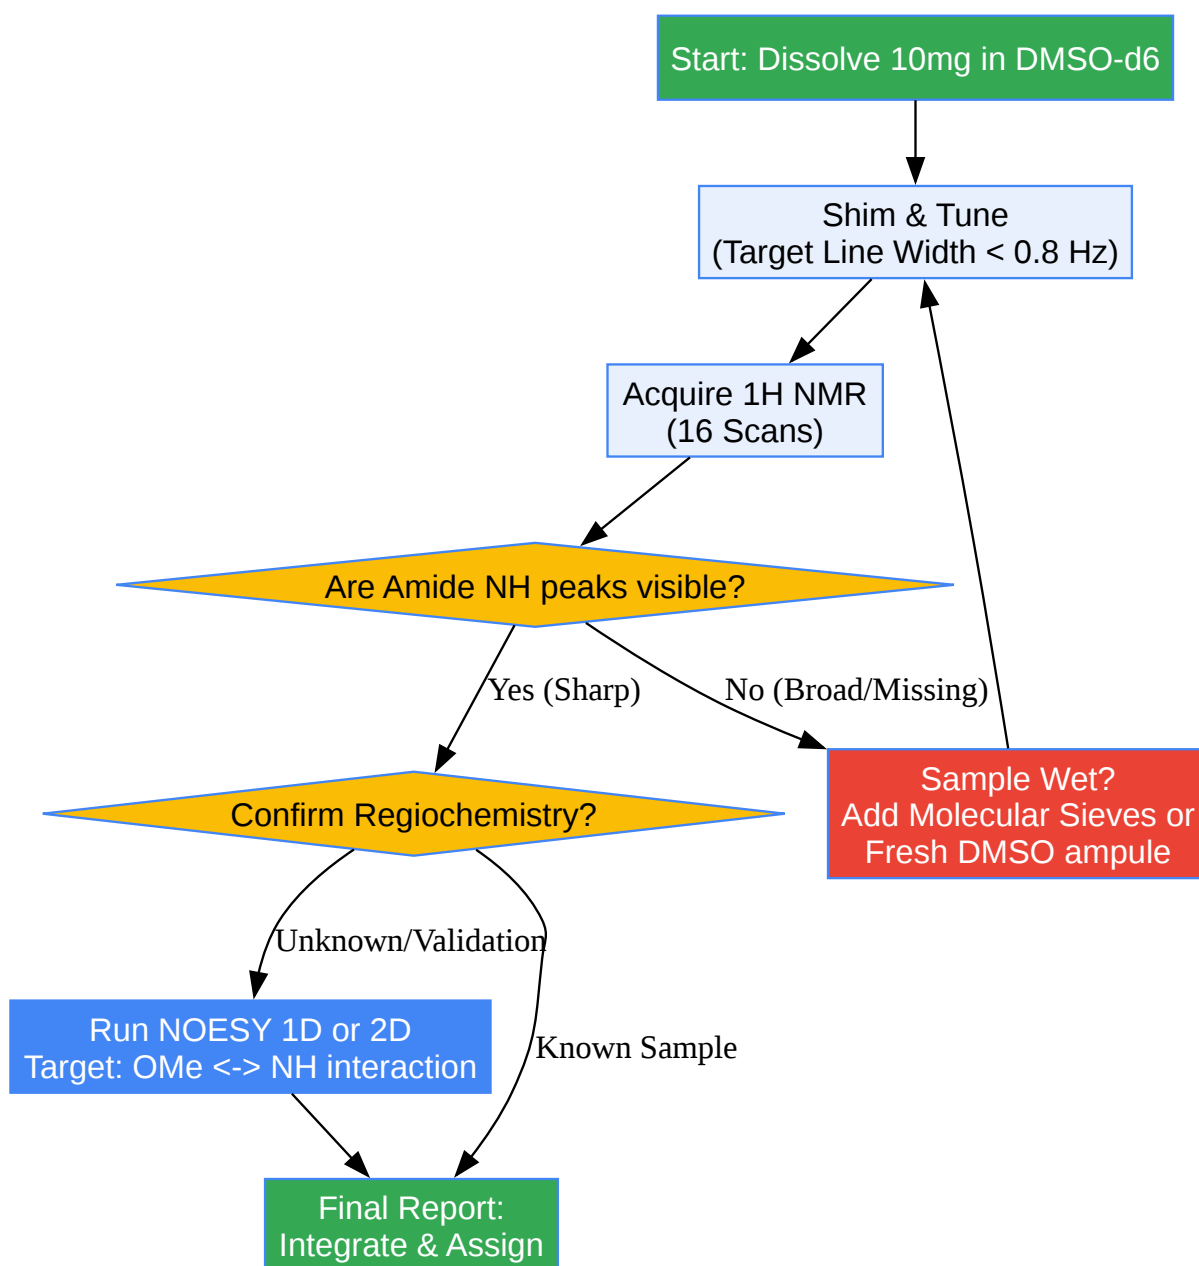 Start: Dissolve 10mg in DMSO-d6
Shim & Tune
(Target Line Width < 0.8 Hz)
Acquire 1H NMR
(16 Scans)
Are Amide NH peaks visible?
Yes (Sharp)
No (Broad/Missing)
Sample Wet?
Add Molecular Sieves or
Fresh DMSO ampule
Confirm Regiochemistry?
Unknown/Validation
Run NOESY 1D or 2D
Target: OMe <-> NH interaction
Known Sample
Final Report:
Integrate & Assign